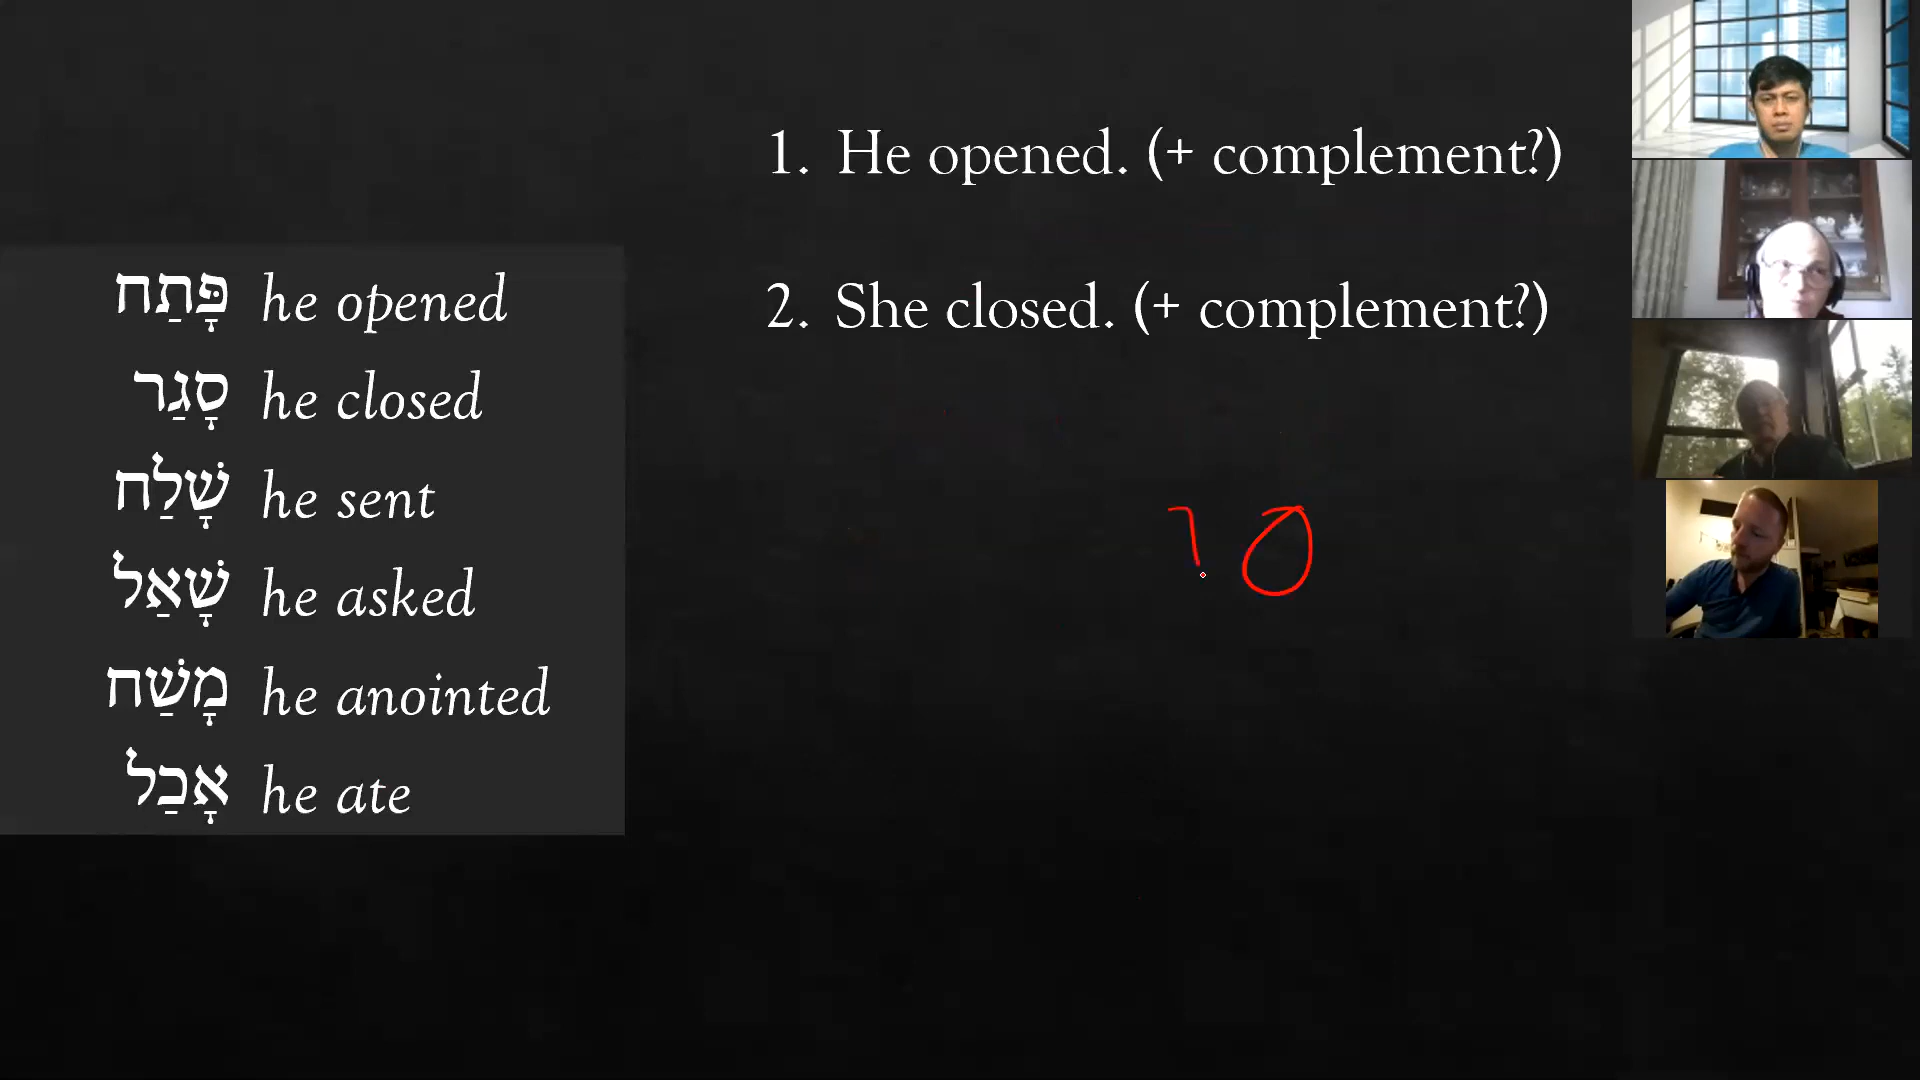 1. He opened. (+ complement?)
2. She closed. (+ complement?)
פָּתַח he opened
סָגַר he closed
שָׁלַח he sent
שָׁאַל he asked
מָשַׁח he anointed
אָכַל he ate